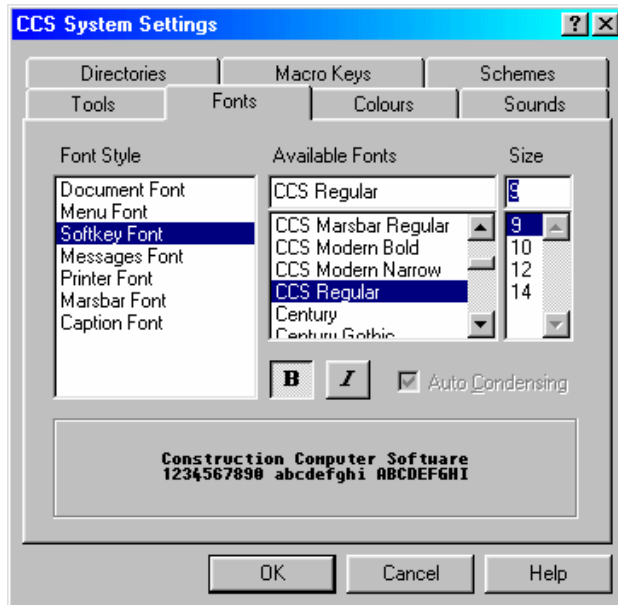 CCS System Settings
Directories Macro Keys Schemes
Tools Fonts Colours Sounds
Font Style Available Fonts Size
CCS Regular 9
Document Font
Menu Font
Softkey Font
Messages Font
Printer Font
Marsbar Font
Caption Font
CCS Marsbar Regular
CCS Modern Bold
CCS Modern Narrow
CCS Regular
Century
Century Gothic
9
10
12
14
B I Auto Condensing
Construction Computer Software
1234567890 abcdefghi ABCDEFGHI
OK Cancel Help